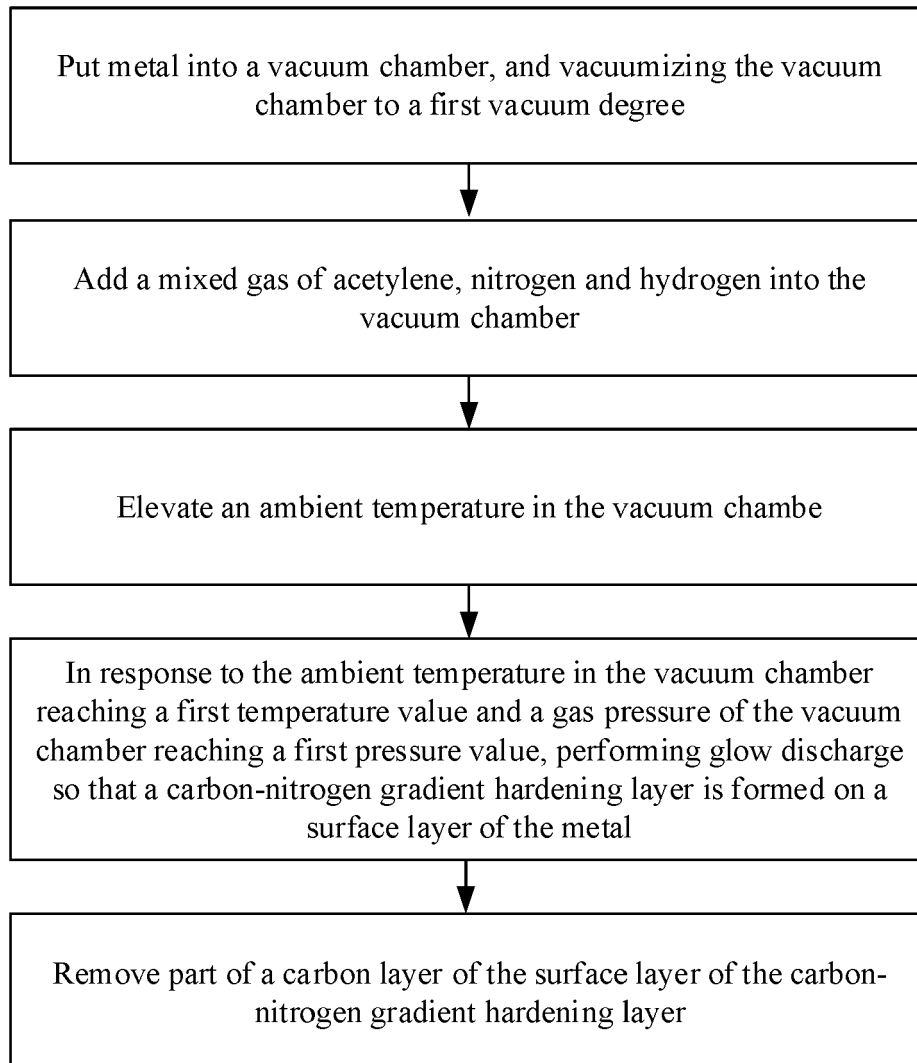 Put metal into a vacuum chamber, and vacuumizing the vacuum
chamber to a first vacuum degree
Add a mixed gas of acetylene, nitrogen and hydrogen into the
vacuum chamber
Elevate an ambient temperature in the vacuum chambe
In response to the ambient temperature in the vacuum chamber
reaching a first temperature value and a gas pressure of the vacuum
chamber reaching a first pressure value, performing glow discharge
so that a carbon-nitrogen gradient hardening layer is formed on a
surface layer of the metal
Remove part of a carbon layer of the surface layer of the carbon-
nitrogen gradient hardening layer